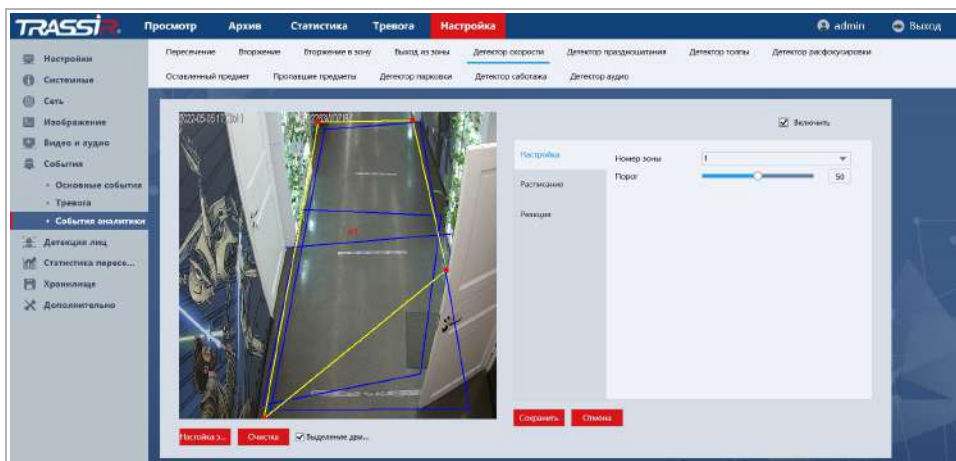 TRASSIR Просмотр Архив Статистика Тревога Настройка admin Выход
Настройки
Системные
Сеть
Изображение
Видео и аудио
События
Основные события
Тревога
События аналитики
Детекция лиц
Статистика пересе...
Хранилище
Дополнительно
Пересечение Вторжение Вторжение в зону Выход из зоны Детектор скорости Детектор праздношатания Детектор толпы Детектор расфокусировки
Оставленный предмет Пропавшие предметы Детектор парковки Детектор саботажа Детектор аудио
Включить
Настройка
Расписание
Реакция
Номер зоны 1
Порог 50
Сохранить Отмена
Настойка з... Очистка Выделение дви...